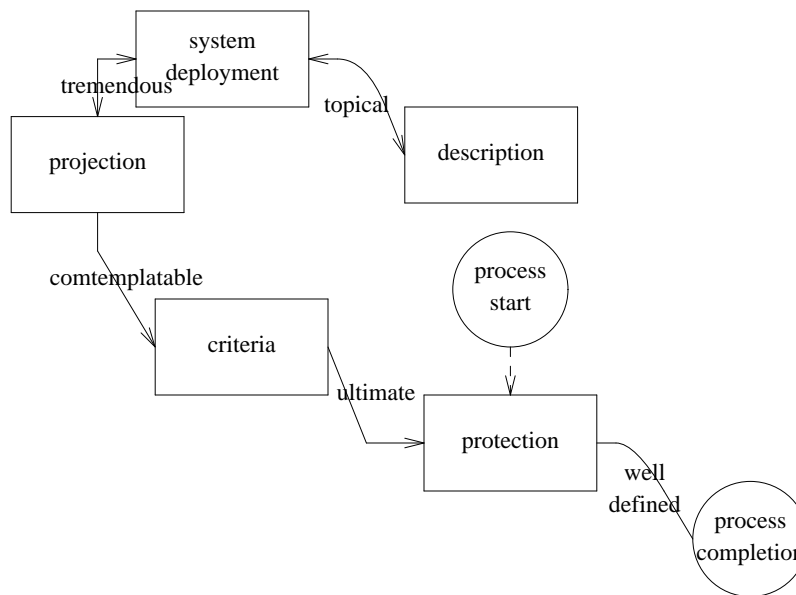 system
deployment
tremendous
topical
projection
description
comtemplatable
process
start
criteria
ultimate
protection
well
defined
process
completion